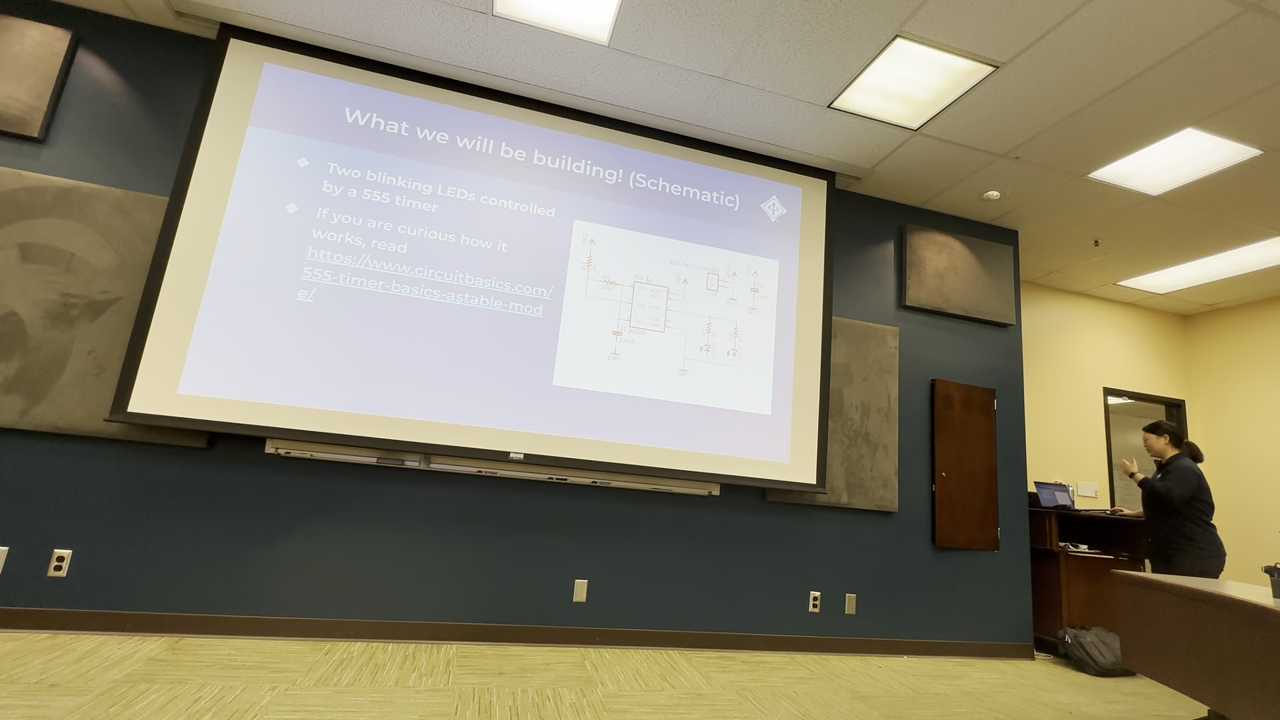 What we will be building! (Schematic)
Two blinking LEDs controlled
by a 555 timer
If you are curious how it
works, read
https://www.circuitbasics.com/
555-timer-basics-astable-mod
e/